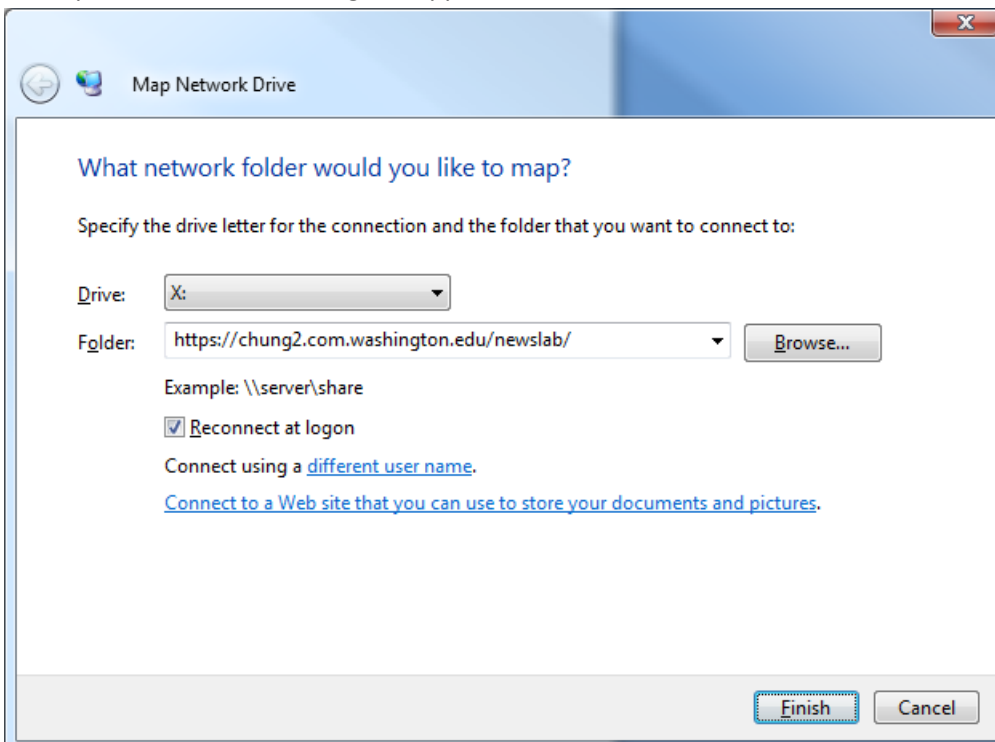 Map Network Drive
What network folder would you like to map?
Specify the drive letter for the connection and the folder that you want to connect to:
Drive: X:
Folder: https://chung2.com.washington.edu/newslab/ Browse...
Example: \\server\share
Reconnect at logon
Connect using a different user name.
Connect to a Web site that you can use to store your documents and pictures.
Finish Cancel